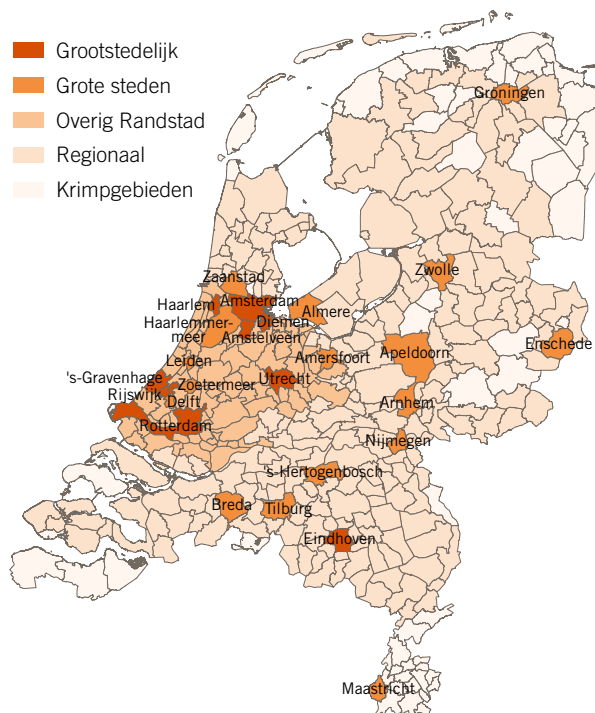 Grootstedelijk
Grote steden
Overig Randstad
Regionaal
Krimpgebieden
Groningen
Zwolle
Zaanstad
Haarlem
Amsterdam
Almere
Haarlemmer-
meer
Diemen
Amstelveen
Enschede
Leiden
Amersfoort
Apeldoorn
's-Gravenhage
Zoetermeer
Utrecht
Rijswijk
Delft
Arnhem
Rotterdam
Nijmegen
's-Hertogenbosch
Breda
Tilburg
Eindhoven
Maastricht